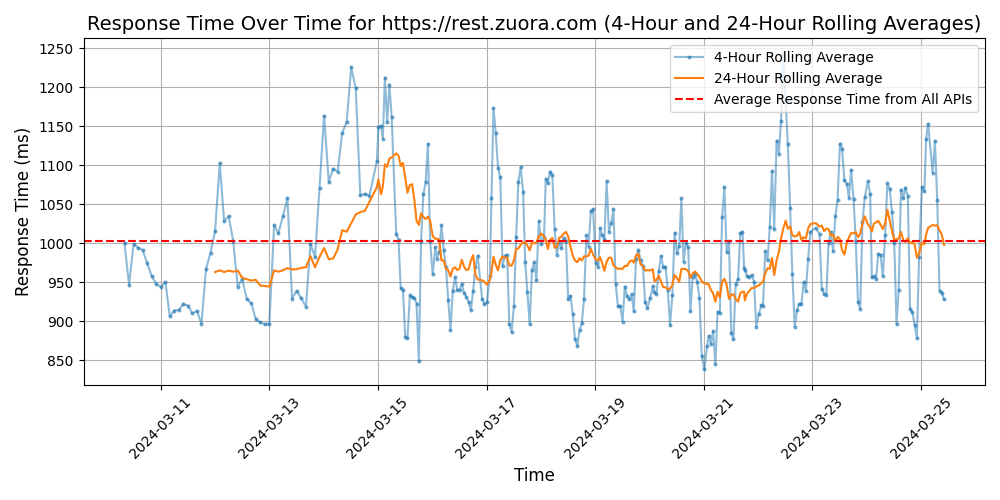 Response Time Over Time for https://rest.zuora.com (4-Hour and 24-Hour Rolling Averages)
4-Hour Rolling Average
24-Hour Rolling Average
Average Response Time from All APIs
Response Time (ms)
1250
1200
1150
1100
1050
1000
950
900
850
2024-03-11
2024-03-13
2024-03-15
2024-03-17
2024-03-19
2024-03-21
2024-03-23
2024-03-25
Time